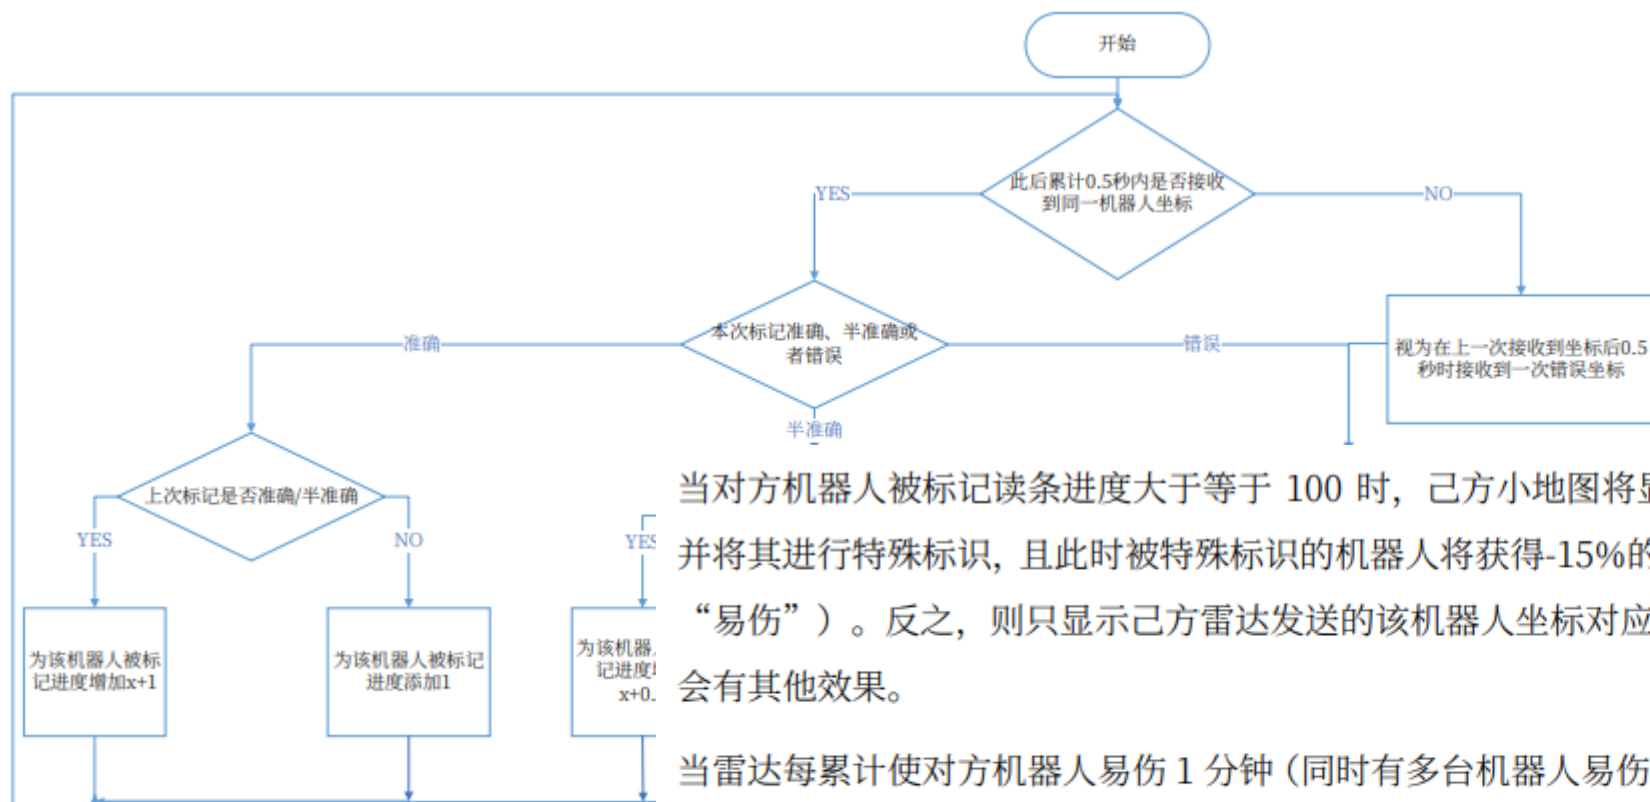 开始
此后累计0.5秒内是否接收
到同一机器人坐标
YES
NO
本次标记准确、半准确或
者错误
准确
错误
半准确
视为在上一次接收到坐标后0.5
秒时接收到一次错误坐标
上次标记是否准确/半准确
YES
NO
YES
为该机器人被标
记进度增加x+1
为该机器人被标记
进度添加1
为该机器
记进度
x+0.
当对方机器人被标记读条进度大于等于 100 时，己方小地图将
并将其进行特殊标识，且此时被特殊标识的机器人将获得-15%的
“易伤”）。反之，则只显示己方雷达发送的该机器人坐标对应
会有其他效果。
当雷达每累计使对方机器人易伤 1 分钟（同时有多台机器人易伤